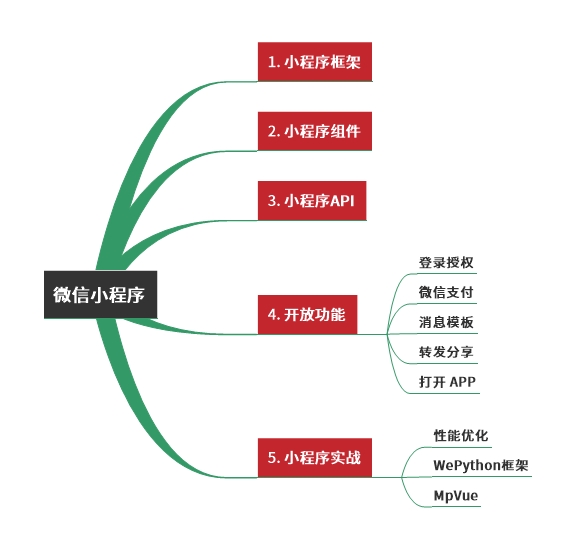 1. 小程序框架
2. 小程序组件
3. 小程序API
微信小程序
4. 开放功能
登录授权
微信支付
消息模板
转发分享
打开 APP
5. 小程序实战
性能优化
WePython框架
MpVue